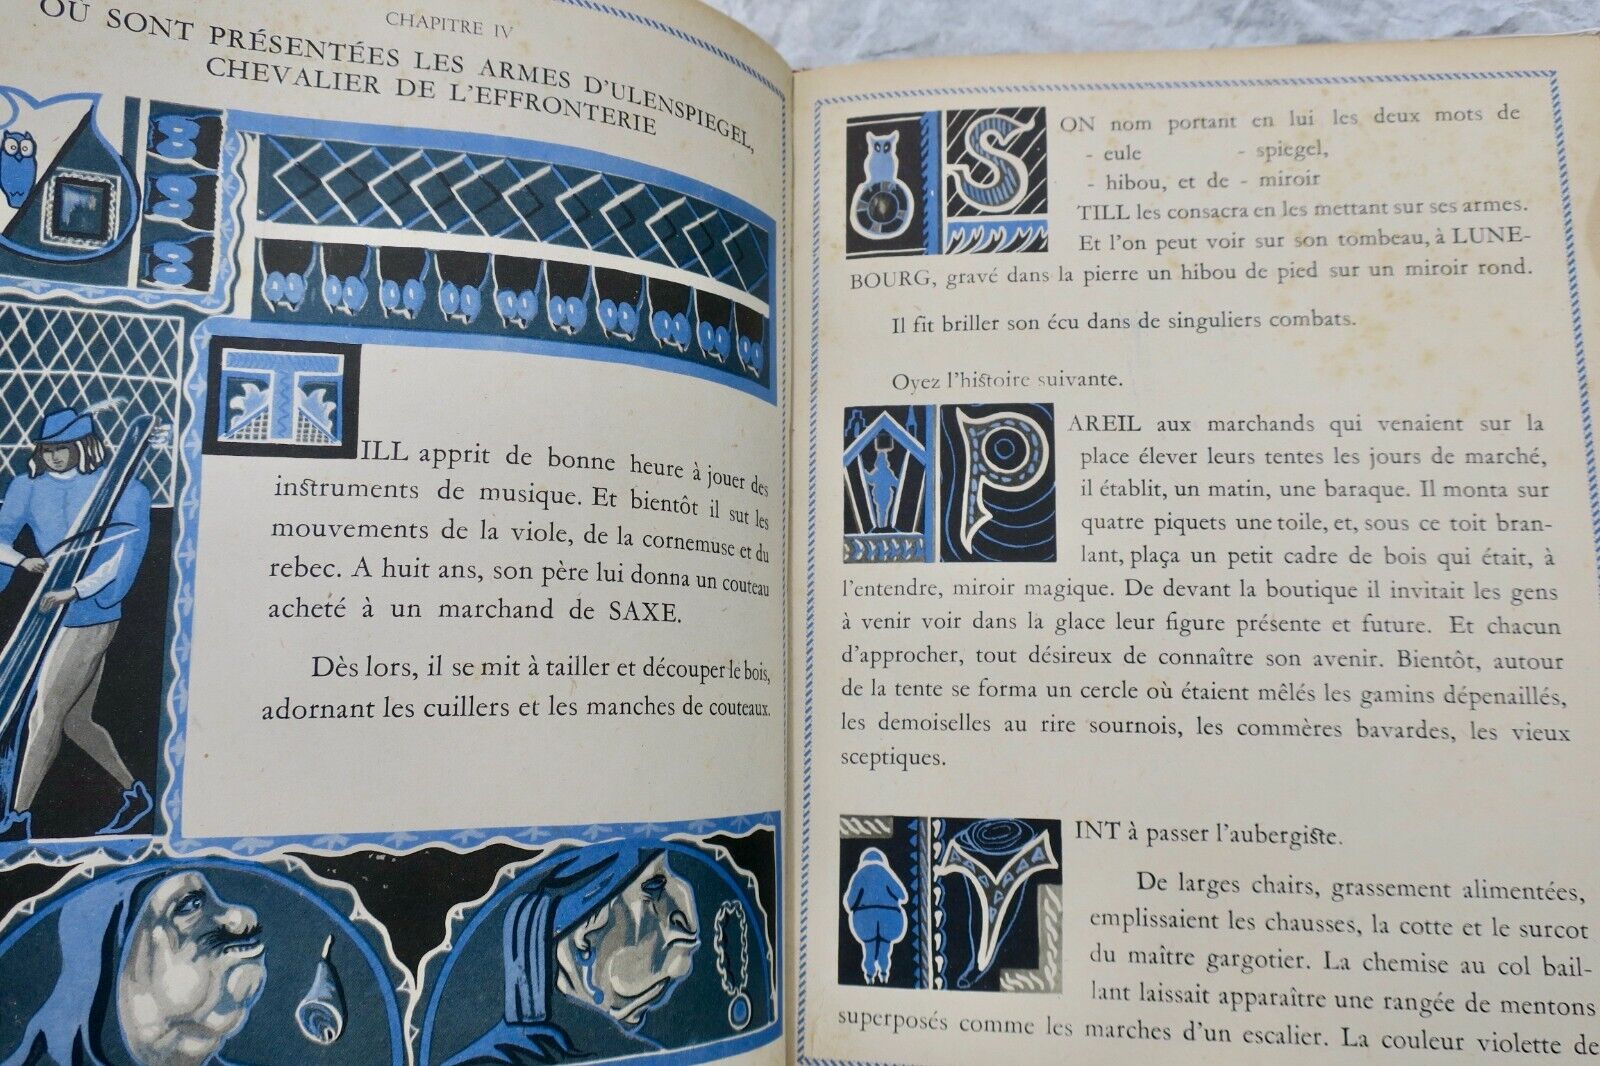 CHAPITRE IV
OÙ SONT PRÉSENTÉES LES ARMES D'ULENSPIEGEL,
CHEVALIER DE L'EFFRONTERIE
TILL apprit de bonne heure à jouer des
instruments de musique. Et bientôt il sut les
mouvements de la viole, de la cornemuse et du
rebec. A huit ans, son père lui donna un couteau
acheté à un marchand de SAXE.
Dès lors, il se mit à tailler et découper le bois,
adornant les cuillers et les manches de couteaux.
SON nom portant en lui les deux mots de
- eule - spiegel,
- hibou, et de - miroir
TILL les consacra en les mettant sur ses armes.
Et l'on peut voir sur son tombeau, à LUNE-
BOURG, gravé dans la pierre un hibou de pied sur un miroir rond.
Il fit briller son écu dans de singuliers combats.
Oyez l'histoire suivante.
PAREIL aux marchands qui venaient sur la
place élever leurs tentes les jours de marché,
il établit, un matin, une baraque. Il monta sur
quatre piquets une toile, et, sous ce toit bran-
lant, plaça un petit cadre de bois qui était, à
l'entendre, miroir magique. De devant la boutique il invitait les gens
à venir voir dans la glace leur figure présente et future. Et chacun
d'approcher, tout désireux de connaître son avenir. Bientôt, autour
de la tente se forma un cercle où étaient mêlés les gamins dépenaillés,
les demoiselles au rire sournois, les commères bavardes, les vieux
sceptiques.
VINT à passer l'aubergiste.
De larges chairs, grassement alimentées,
emplissaient les chausses, la cotte et le surcot
du maître gargotier. La chemise au col bail-
lant laissait apparaître une rangée de mentons
superposés comme les marches d'un escalier. La couleur violette de